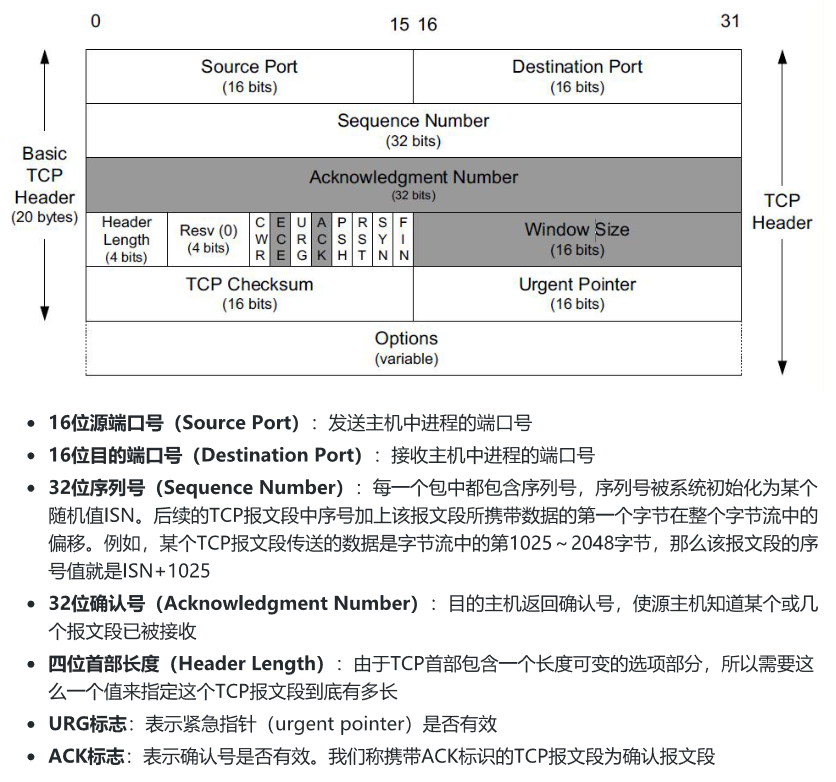 0 15 16 31
Source Port Destination Port
(16 bits) (16 bits)
Sequence Number
(32 bits)
Basic
TCP
Header
(20 bytes)
Acknowledgment Number
(32 bits)
TCP
Header
Header
Length
(4 bits)
Resv (0)
(4 bits)
CWR
ECE
URG
ACK
PSH
RST
SYN
FIN
Window Size
(16 bits)
TCP Checksum Urgent Pointer
(16 bits) (16 bits)
Options
(variable)
• 16位源端口号（Source Port）：发送主机中进程的端口号
• 16位目的端口号（Destination Port）：接收主机中进程的端口号
• 32位序列号（Sequence Number）：每一个包中都包含序列号，序列号被系统初始化为某个
随机值ISN。后续的TCP报文段中序号加上该报文段所携带数据的第一个字节在整个字节流中的
偏移。例如，某个TCP报文段传送的数据是字节流中的第1025～2048字节，那么该报文段的序
号值就是ISN+1025
• 32位确认号（Acknowledgment Number）：目的主机返回确认号，使源主机知道某个或几
个报文段已被接收
• 四位首部长度（Header Length）：由于TCP首部包含一个长度可变的选项部分，所以需要这
么一个值来指定这个TCP报文段到底有多长
• URG标志：表示紧急指针（urgent pointer）是否有效
• ACK标志：表示确认号是否有效。我们称携带ACK标识的TCP报文段为确认报文段